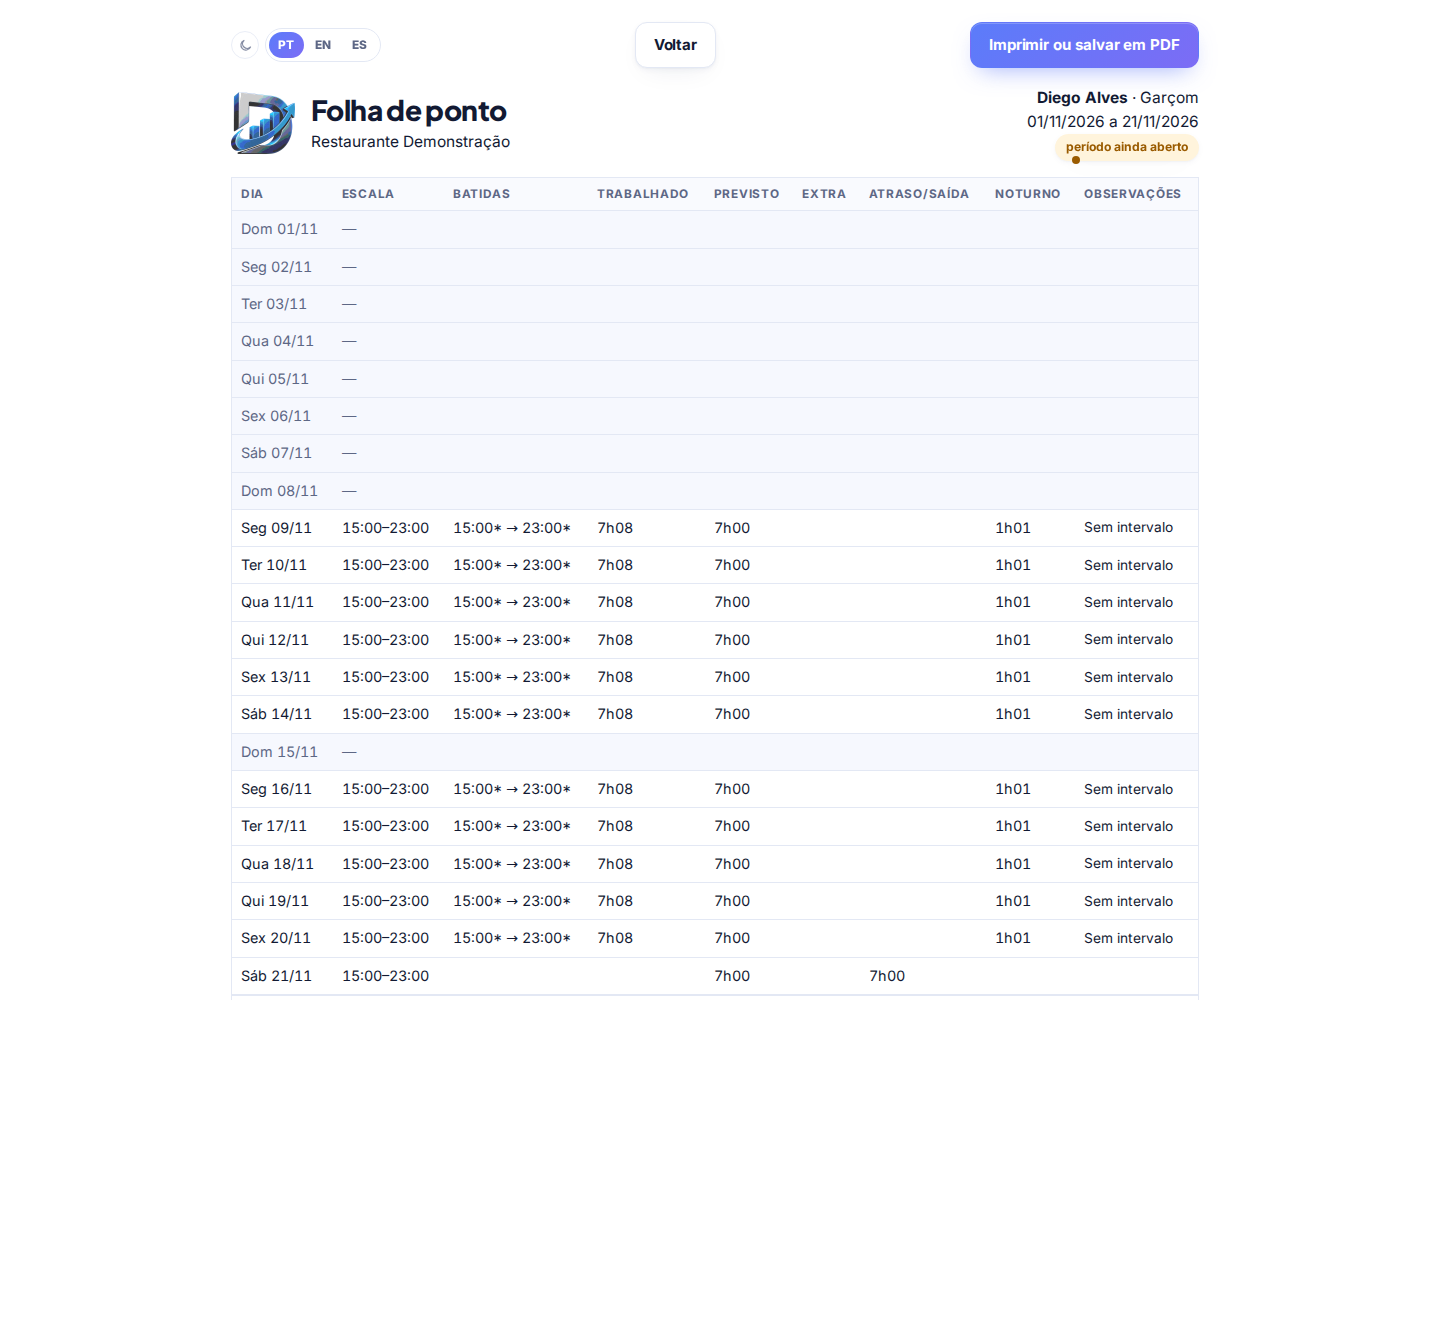 PT EN ES
Voltar
Imprimir ou salvar em PDF
Folha de ponto
Restaurante Demonstração
Diego Alves · Garçom
01/11/2026 a 21/11/2026
período ainda aberto
DIA ESCALA BATIDAS TRABALHADO PREVISTO EXTRA ATRASO/SAÍDA NOTURNO OBSERVAÇÕES
Dom 01/11 —
Seg 02/11 —
Ter 03/11 —
Qua 04/11 —
Qui 05/11 —
Sex 06/11 —
Sáb 07/11 —
Dom 08/11 —
Seg 09/11 15:00–23:00 15:00* → 23:00* 7h08 7h00 1h01 Sem intervalo
Ter 10/11 15:00–23:00 15:00* → 23:00* 7h08 7h00 1h01 Sem intervalo
Qua 11/11 15:00–23:00 15:00* → 23:00* 7h08 7h00 1h01 Sem intervalo
Qui 12/11 15:00–23:00 15:00* → 23:00* 7h08 7h00 1h01 Sem intervalo
Sex 13/11 15:00–23:00 15:00* → 23:00* 7h08 7h00 1h01 Sem intervalo
Sáb 14/11 15:00–23:00 15:00* → 23:00* 7h08 7h00 1h01 Sem intervalo
Dom 15/11 —
Seg 16/11 15:00–23:00 15:00* → 23:00* 7h08 7h00 1h01 Sem intervalo
Ter 17/11 15:00–23:00 15:00* → 23:00* 7h08 7h00 1h01 Sem intervalo
Qua 18/11 15:00–23:00 15:00* → 23:00* 7h08 7h00 1h01 Sem intervalo
Qui 19/11 15:00–23:00 15:00* → 23:00* 7h08 7h00 1h01 Sem intervalo
Sex 20/11 15:00–23:00 15:00* → 23:00* 7h08 7h00 1h01 Sem intervalo
Sáb 21/11 15:00–23:00 7h00 7h00